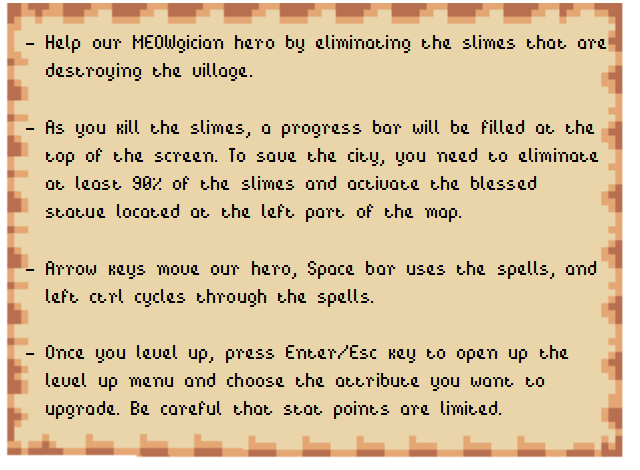 - Help our MEOWgician hero by eliminating the slimes that are
destroying the village.
- As you kill the slimes, a progress bar will be filled at the
top of the screen. To save the city, you need to eliminate
at least 90% of the slimes and activate the blessed
statue located at the left part of the map.
- Arrow keys move our hero, Space bar uses the spells, and
left ctrl cycles through the spells.
- Once you level up, press Enter/Esc key to open up the
level up menu and choose the attribute you want to
upgrade. Be careful that stat points are limited.